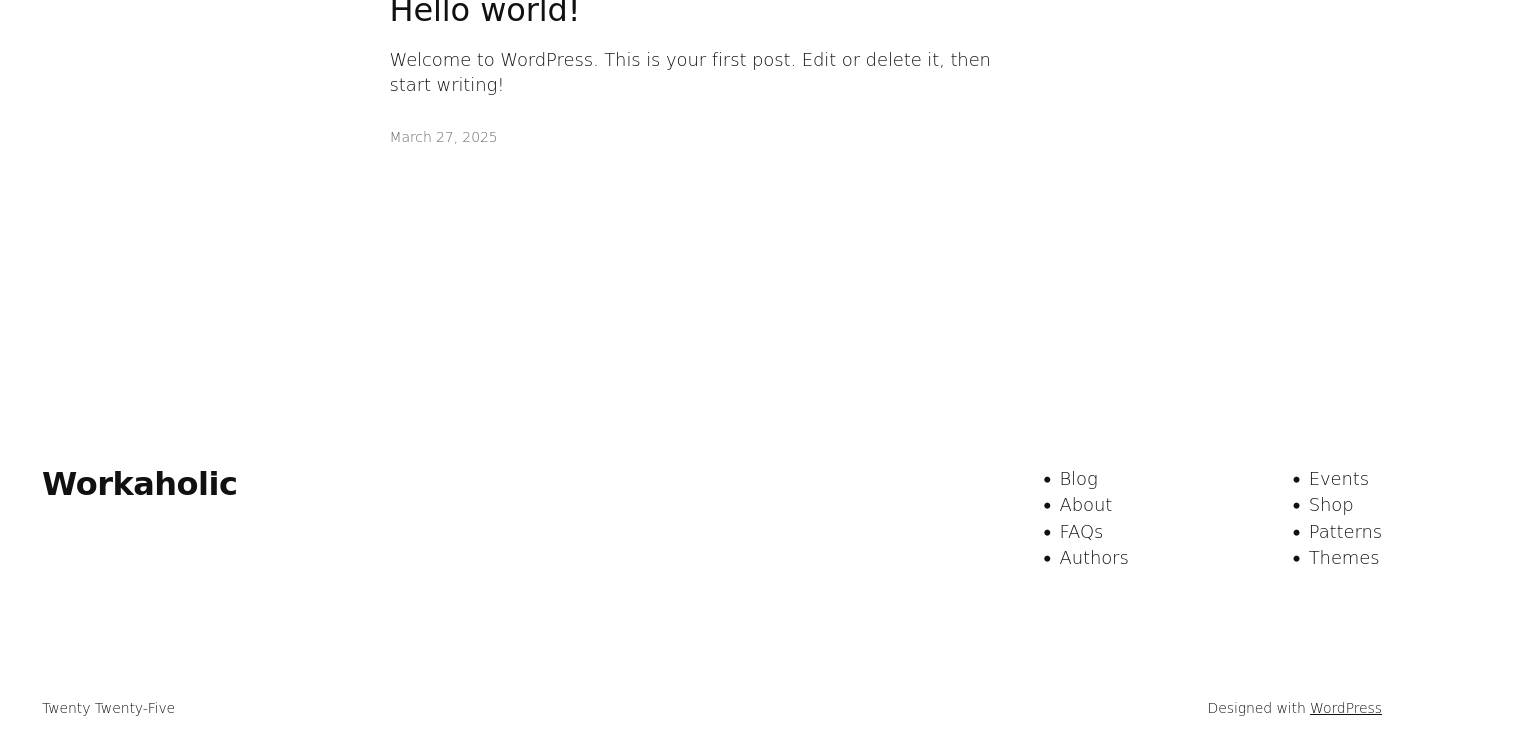 Hello world!
Welcome to WordPress. This is your first post. Edit or delete it, then
start writing!
March 27, 2025
Workaholic
Blog
About
FAQs
Authors
Events
Shop
Patterns
Themes
Twenty Twenty-Five
Designed with WordPress